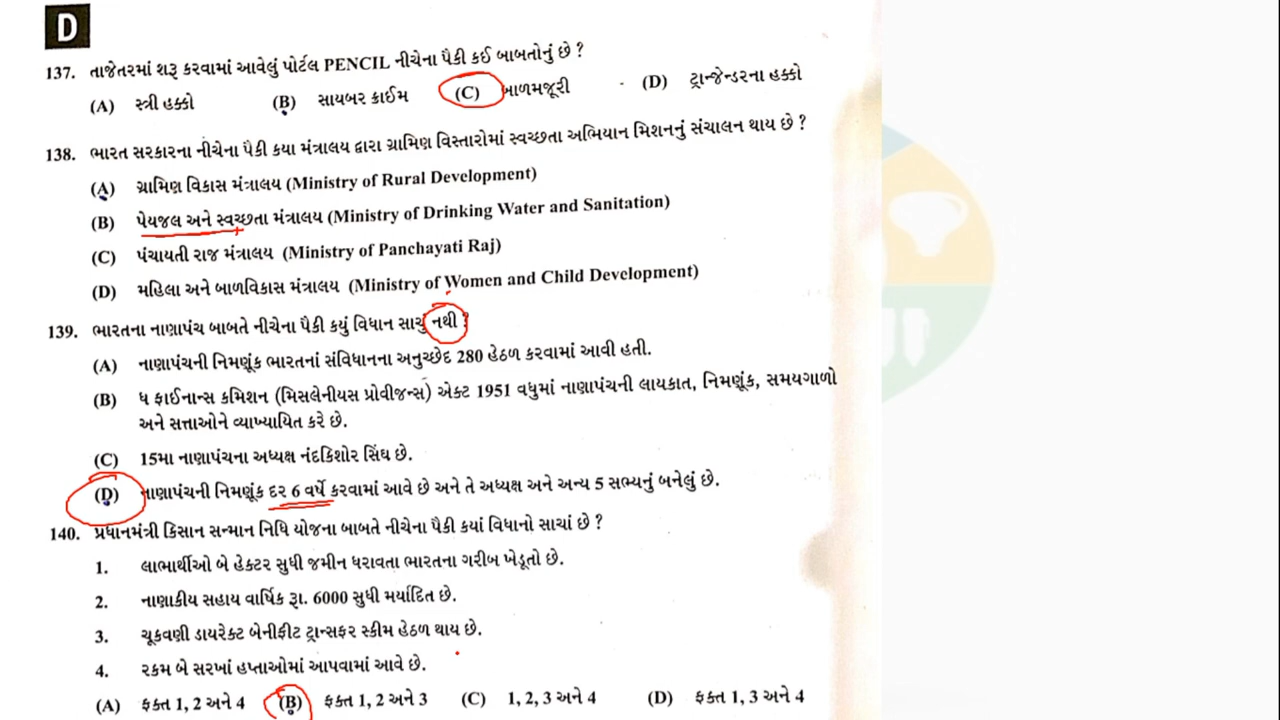 D
137. તાજેતરમાં શરૂ કરવામાં આવેલું પોર્ટલ PENCIL નીચેના પૈકી કઈ બાબતોનું છે ?
(A) સ્ત્રી હક્કો (B) સાયબર ક્રાઈમ (C) બાળમજૂરી (D) ટ્રાન્જેન્ડરના હક્કો
138. ભારત સરકારના નીચેના પૈકી કયા મંત્રાલય દ્વારા ગ્રામિણ વિસ્તારોમાં સ્વચ્છતા અભિયાન મિશનનું સંચાલન થાય છે ?
(A) ગ્રામિણ વિકાસ મંત્રાલય (Ministry of Rural Development)
(B) પેયજલ અને સ્વચ્છતા મંત્રાલય (Ministry of Drinking Water and Sanitation)
(C) પંચાયતી રાજ મંત્રાલય (Ministry of Panchayati Raj)
(D) મહિલા અને બાળવિકાસ મંત્રાલય (Ministry of Women and Child Development)
139. ભારતના નાણાપંચ બાબતે નીચેના પૈકી કયું વિધાન સાચું નથી ?
(A) નાણાપંચની નિમણૂંક ભારતનાં સંવિધાનના અનુચ્છેદ 280 હેઠળ કરવામાં આવી હતી.
(B) ધ ફાઈનાન્સ કમિશન (મિસલેનીયસ પ્રોવીજન્સ) એક્ટ 1951 વધુમાં નાણાપંચની લાયકાત, નિમણૂંક, સમયગાળો
અને સત્તાઓને વ્યાખ્યાયિત કરે છે.
(C) 15મા નાણાપંચના અધ્યક્ષ નંદકિશોર સિંઘ છે.
(D) નાણાપંચની નિમણૂંક દર 6 વર્ષે કરવામાં આવે છે અને તે અધ્યક્ષ અને અન્ય 5 સભ્યનું બનેલું છે.
140. પ્રધાનમંત્રી કિસાન સન્માન નિધિ યોજના બાબતે નીચેના પૈકી કયાં વિધાનો સાચાં છે ?
1. લાભાર્થીઓ બે હેક્ટર સુધી જમીન ધરાવતા ભારતના ગરીબ ખેડૂતો છે.
2. નાણાકીય સહાય વાર્ષિક રૂા. 6000 સુધી મર્યાદિત છે.
3. ચૂકવણી ડાયરેક્ટ બેનીફીટ ટ્રાન્સફર સ્કીમ હેઠળ થાય છે.
4. રકમ બે સરખાં હપ્તાઓમાં આપવામાં આવે છે.
(A) ફક્ત 1, 2 અને 4 (B) ફક્ત 1, 2 અને 3 (C) 1, 2, 3 અને 4 (D) ફક્ત 1, 3 અને 4